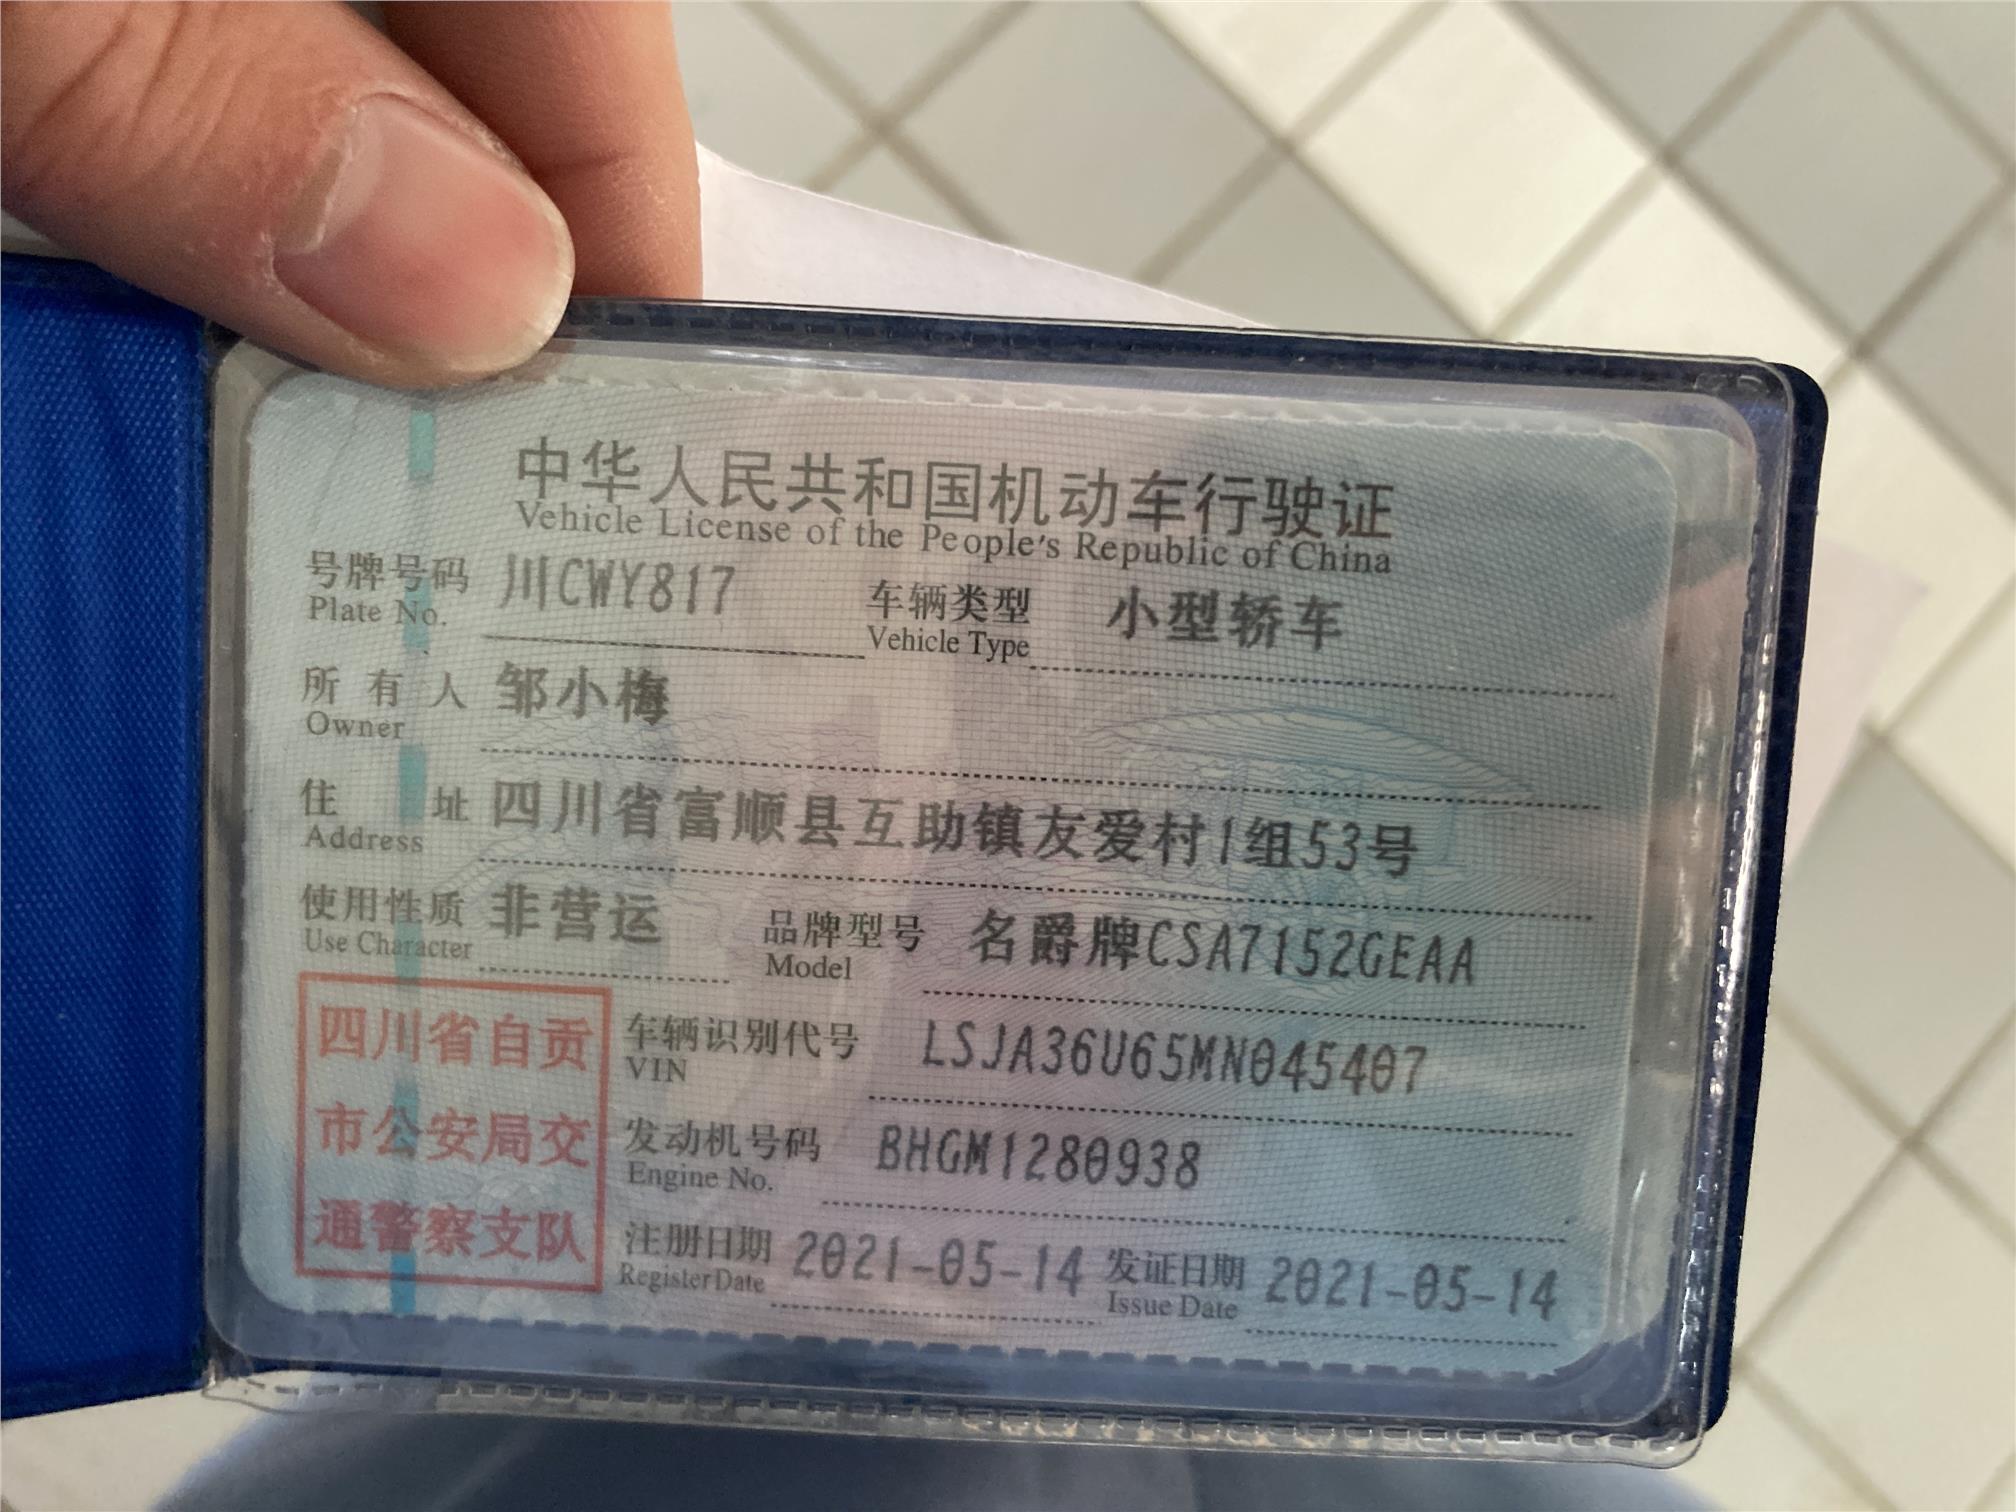 中华人民共和国机动车行驶证
Vehicle License of the People's Republic of China
号牌号码 川CWY817 车辆类型 小型轿车
Plate No. Vehicle Type
所有人 邹小梅
Owner
住址 四川省富顺县互助镇友爱村1组53号
Address
使用性质 非营运 品牌型号 名爵牌CSA7152GEAA
Use Character Model
四川省自贡
市公安局交
通警察支队
车辆识别代号 LSJA36U65MN045407
VIN
发动机号码 BHGM1280938
Engine No.
注册日期 2021-05-14 发证日期 2021-05-14
Register Date Issue Date